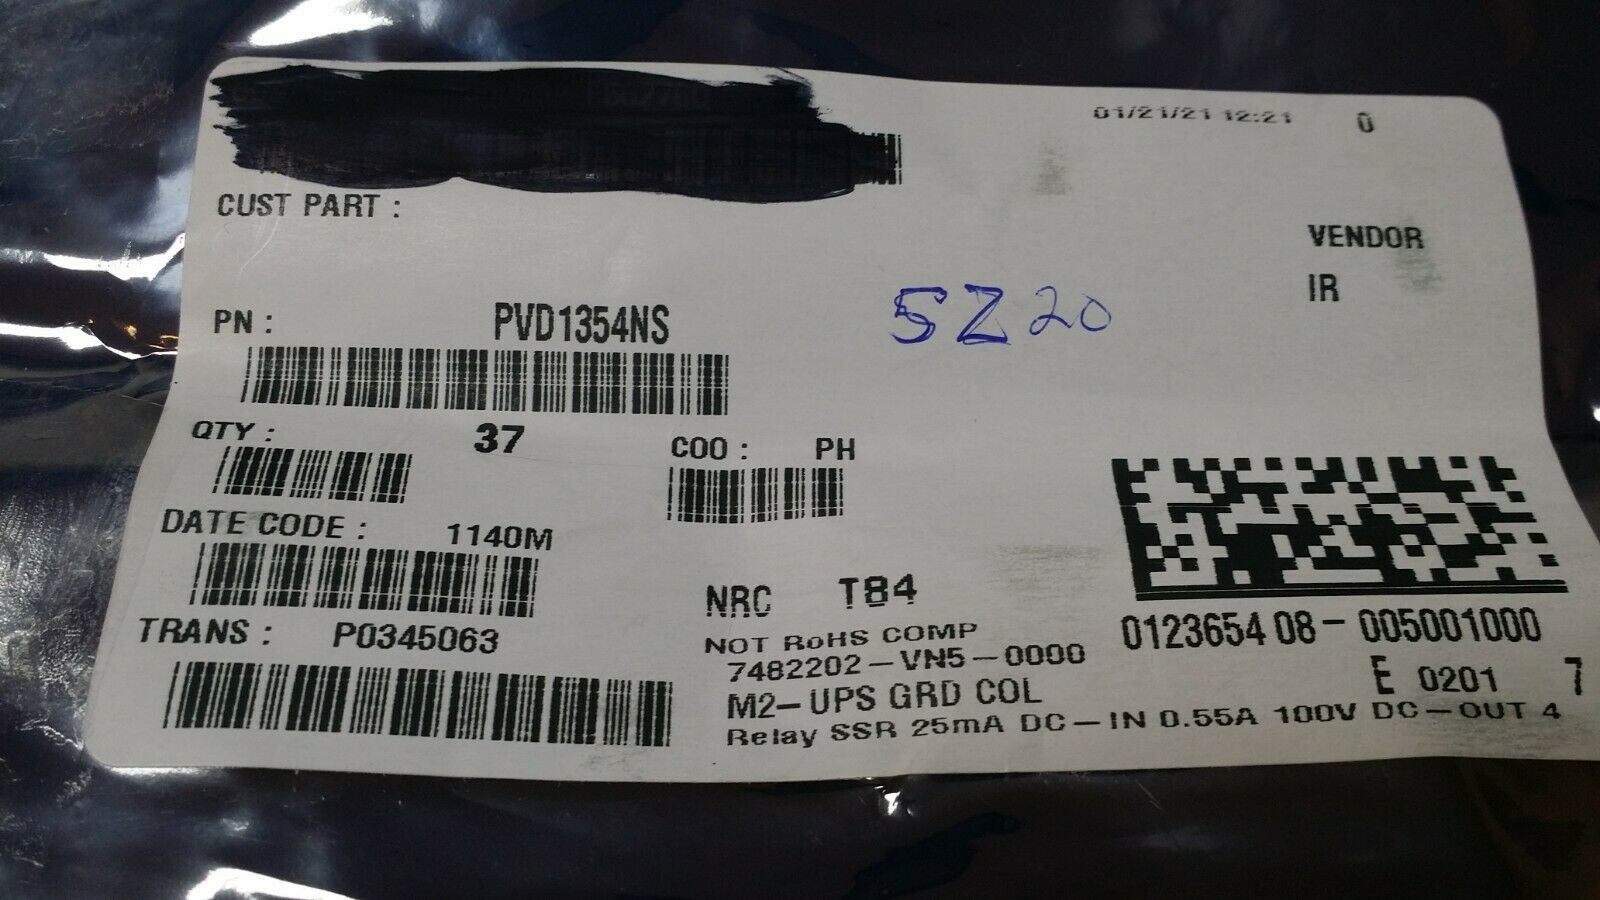 01/21/21 12:21 0
CUST PART :
VENDOR
IR
PN : PVD1354NS
5Z20
QTY : 37
COO : PH
DATE CODE : 1140M
NRC T84
TRANS : P0345063
NOT RoHS COMP
7482202-VN5-0000
M2-UPS GRD COL
Relay SSR 25mA DC-IN 0.55A 100V DC-OUT 4
0123654 08- 005001000
E 0201 7